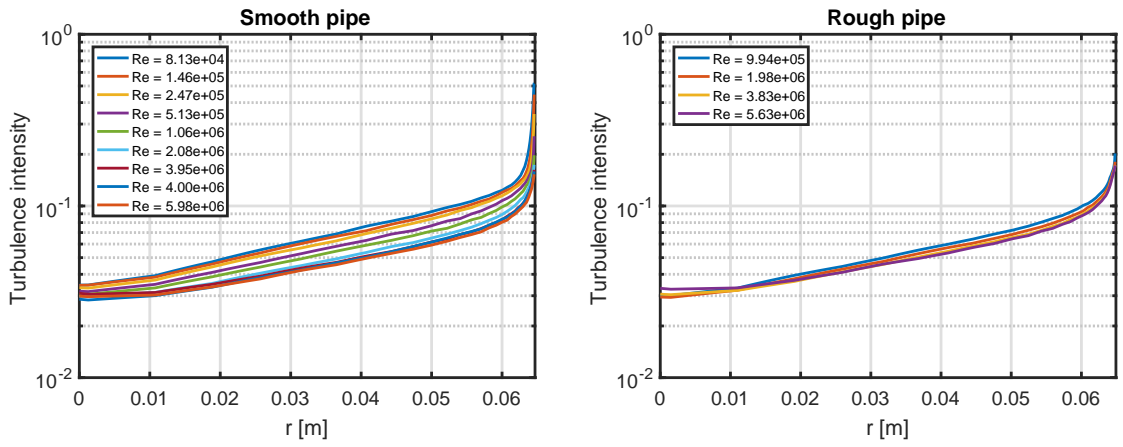 Smooth pipe
Turbulence intensity
10^0
10^-1
10^-2
Re = 8.13e+04
Re = 1.46e+05
Re = 2.47e+05
Re = 5.13e+05
Re = 1.06e+06
Re = 2.08e+06
Re = 3.95e+06
Re = 4.00e+06
Re = 5.98e+06
0 0.01 0.02 0.03 0.04 0.05 0.06
r [m]
Rough pipe
Turbulence intensity
10^0
10^-1
10^-2
Re = 9.94e+05
Re = 1.98e+06
Re = 3.83e+06
Re = 5.63e+06
0 0.01 0.02 0.03 0.04 0.05 0.06
r [m]